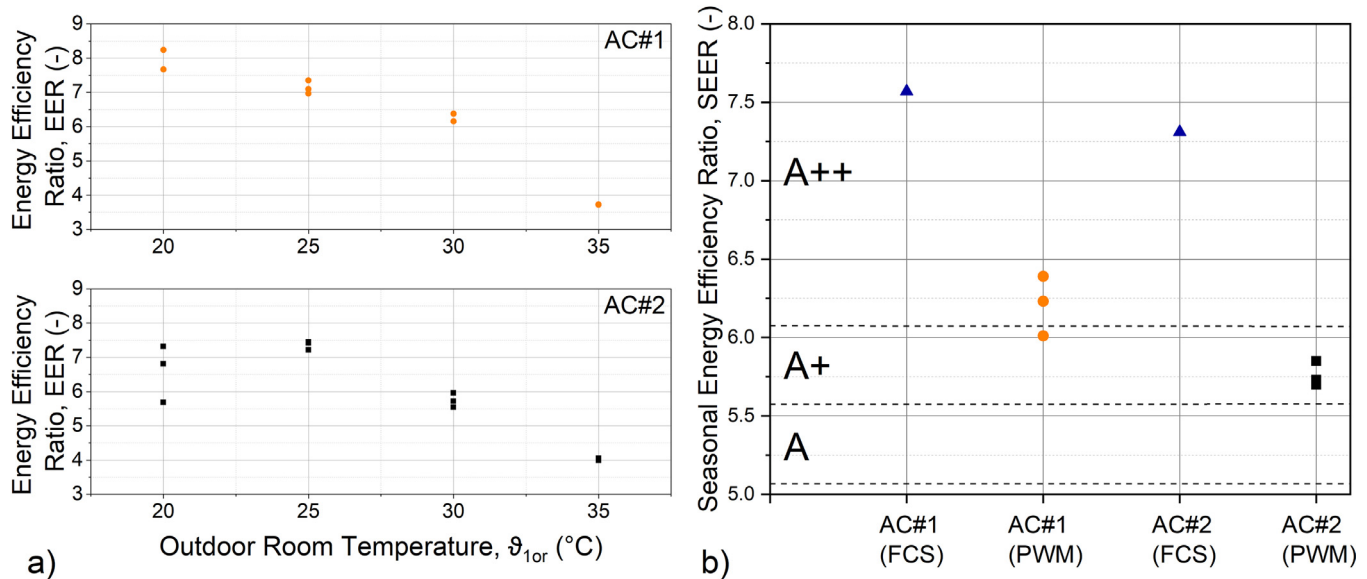 9
8
7
6
5
4
3
Energy Efficiency
Ratio, EER (-)
AC#1
20 25 30 35
9
8
7
6
5
4
3
Energy Efficiency
Ratio, EER (-)
AC#2
20 25 30 35
Outdoor Room Temperature, ϑ1or (°C)
a)
Seasonal Energy Efficiency Ratio, SEER (-)
8.0
7.5
7.0
6.5
6.0
5.5
5.0
A++
A+
A
AC#1 AC#1 AC#2 AC#2
(FCS) (PWM) (FCS) (PWM)
b)